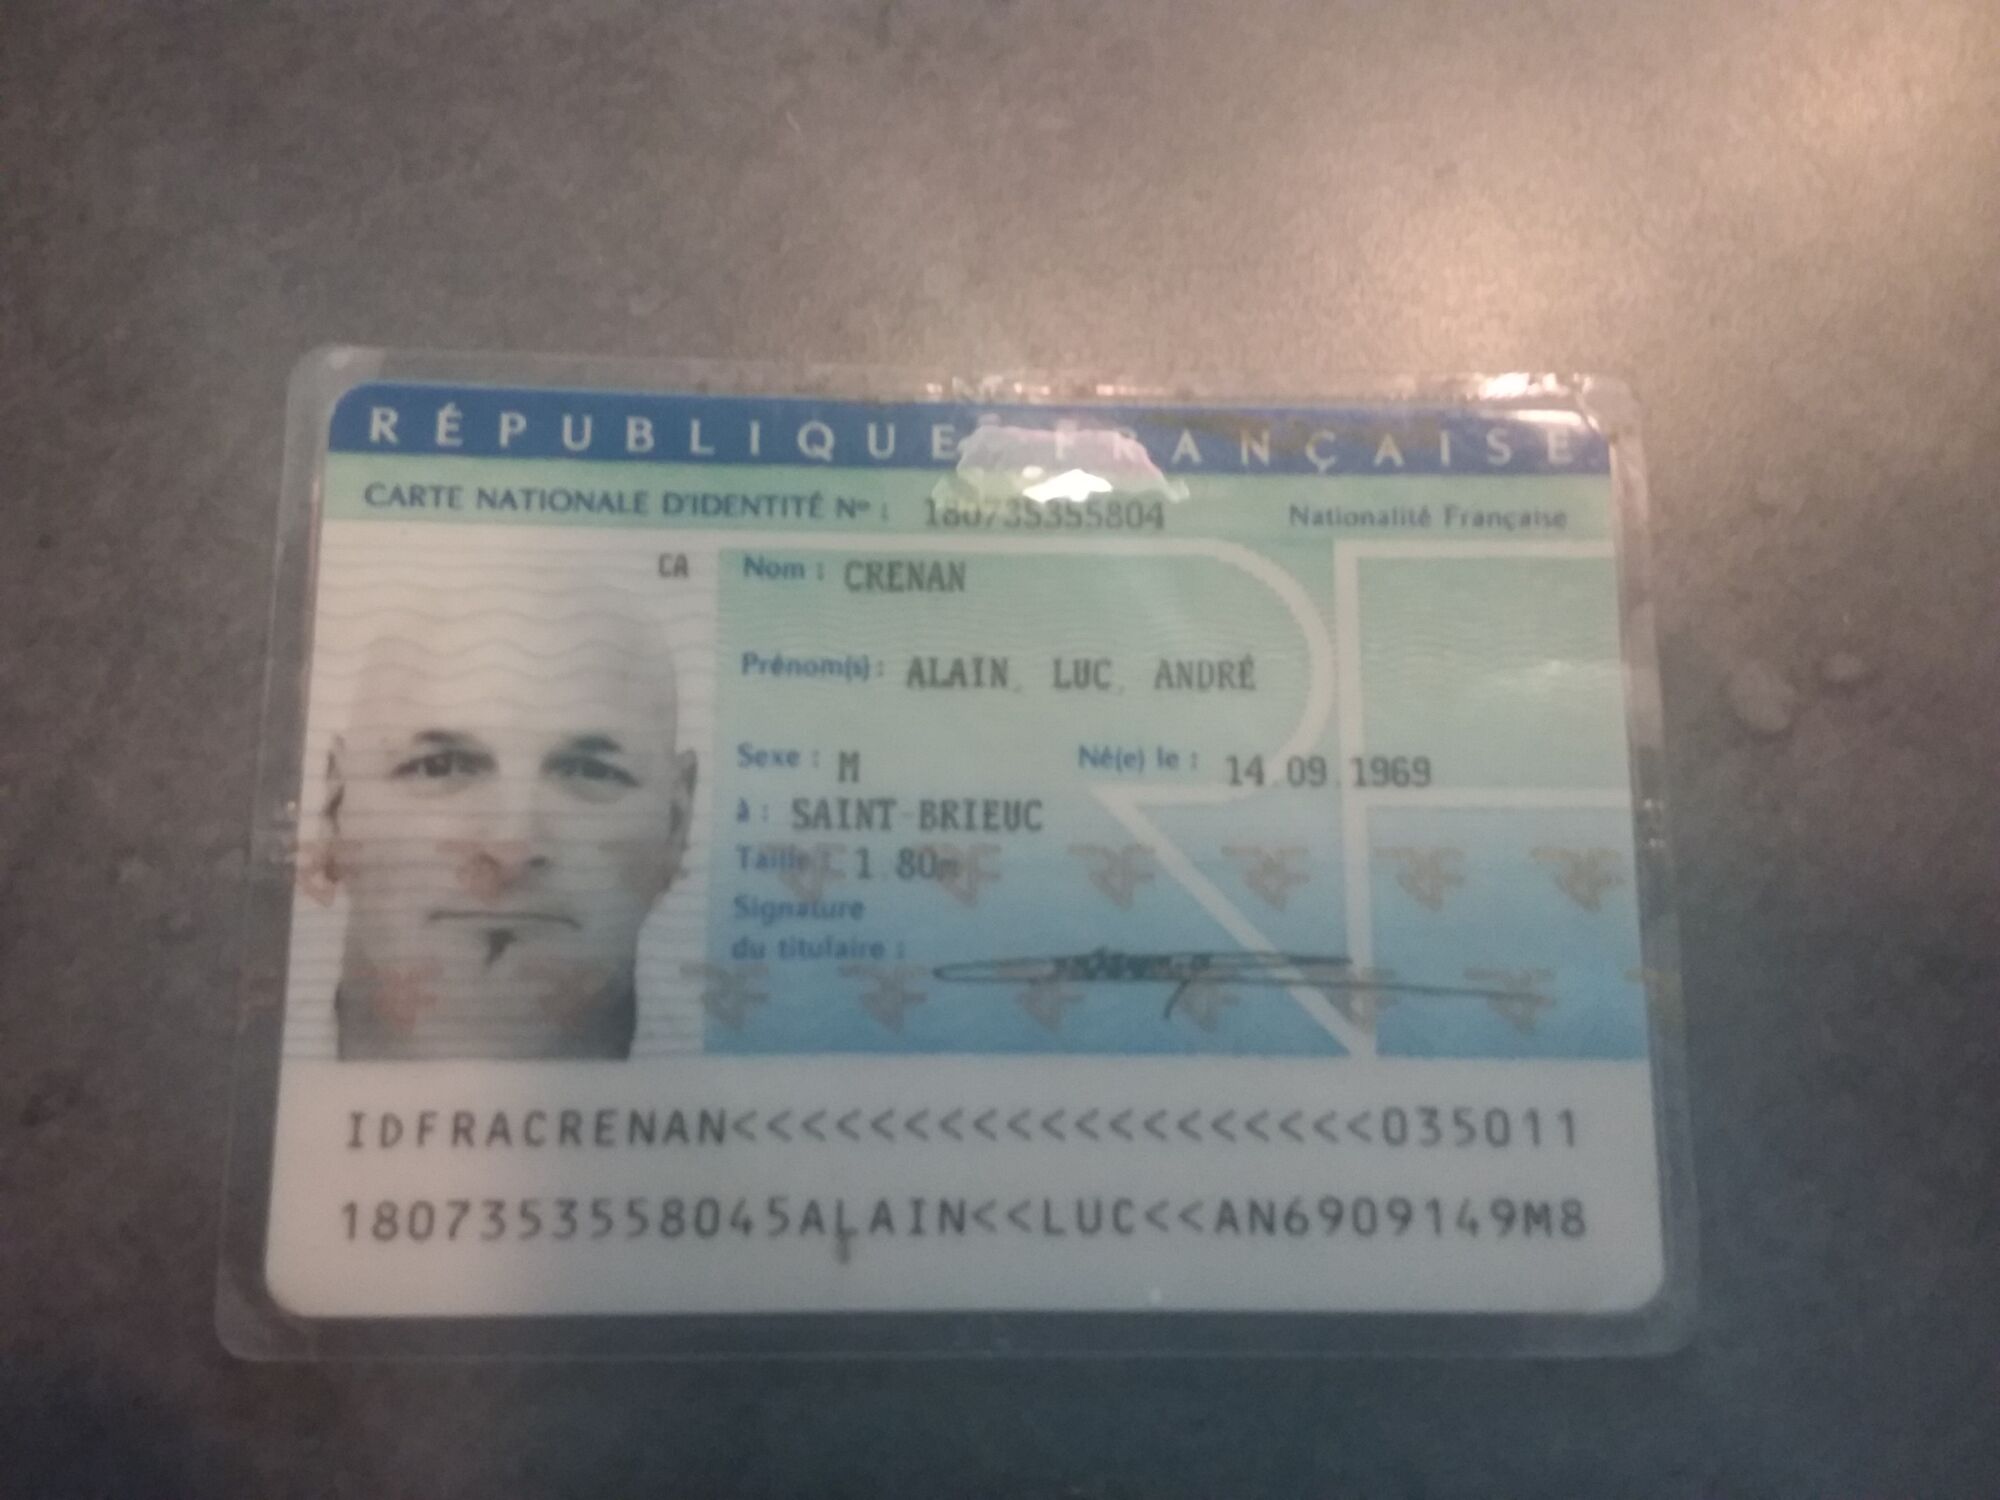 RÉPUBLIQUE FRANÇAISE
CARTE NATIONALE D'IDENTITÉ Nº : 180735355804 Nationalité Française
CA
Nom : CRENAN
Prénom(s) : ALAIN, LUC, ANDRÉ
Sexe : M Né(e) le : 14.09.1969
à : SAINT-BRIEUC
Taille : 1.80m
Signature
du titulaire :
IDFRACRENAN<<<<<<<<<<<<<<<<<<<035011
1807353558045ALAIN<<LUC<<AN6909149M8